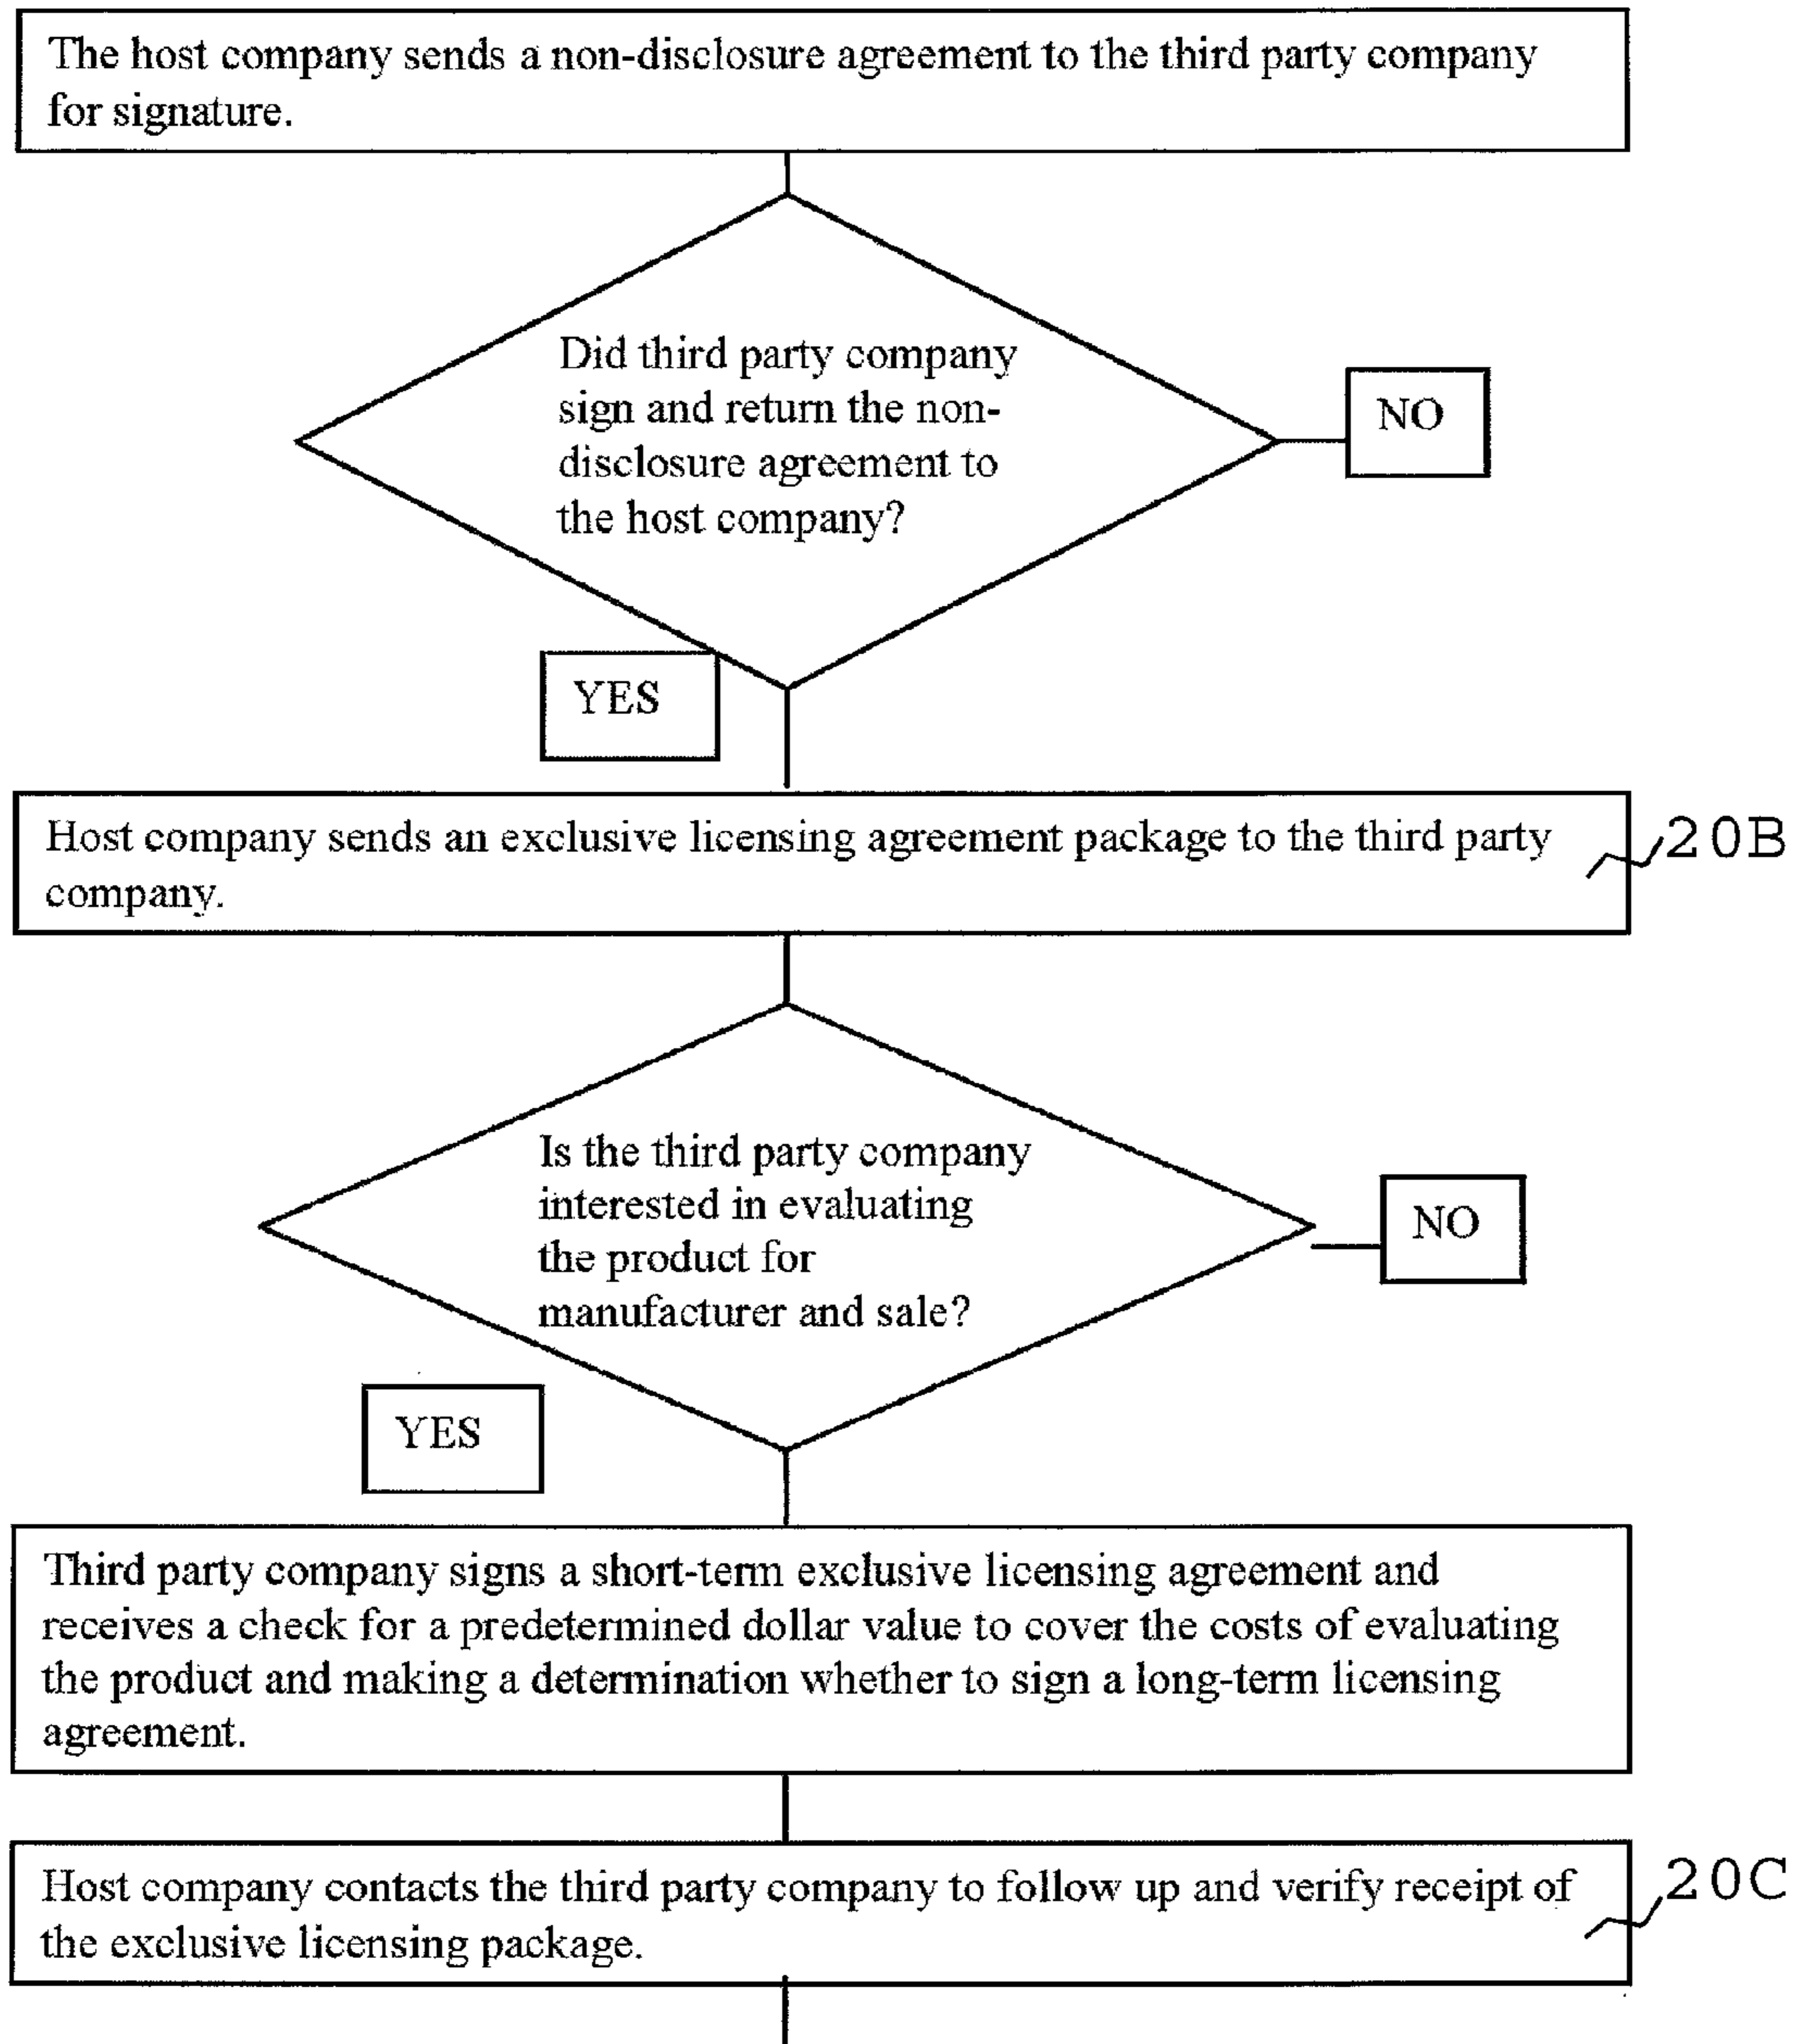 The host company sends a non-disclosure agreement to the third party company
for signature.
Did third party company
sign and return the non-
disclosure agreement to
the host company?
NO
YES
Host company sends an exclusive licensing agreement package to the third party
company.
20B
Is the third party company
interested in evaluating
the product for
manufacturer and sale?
NO
YES
Third party company signs a short-term exclusive licensing agreement and
receives a check for a predetermined dollar value to cover the costs of evaluating
the product and making a determination whether to sign a long-term licensing
agreement.
Host company contacts the third party company to follow up and verify receipt of
the exclusive licensing package.
20C